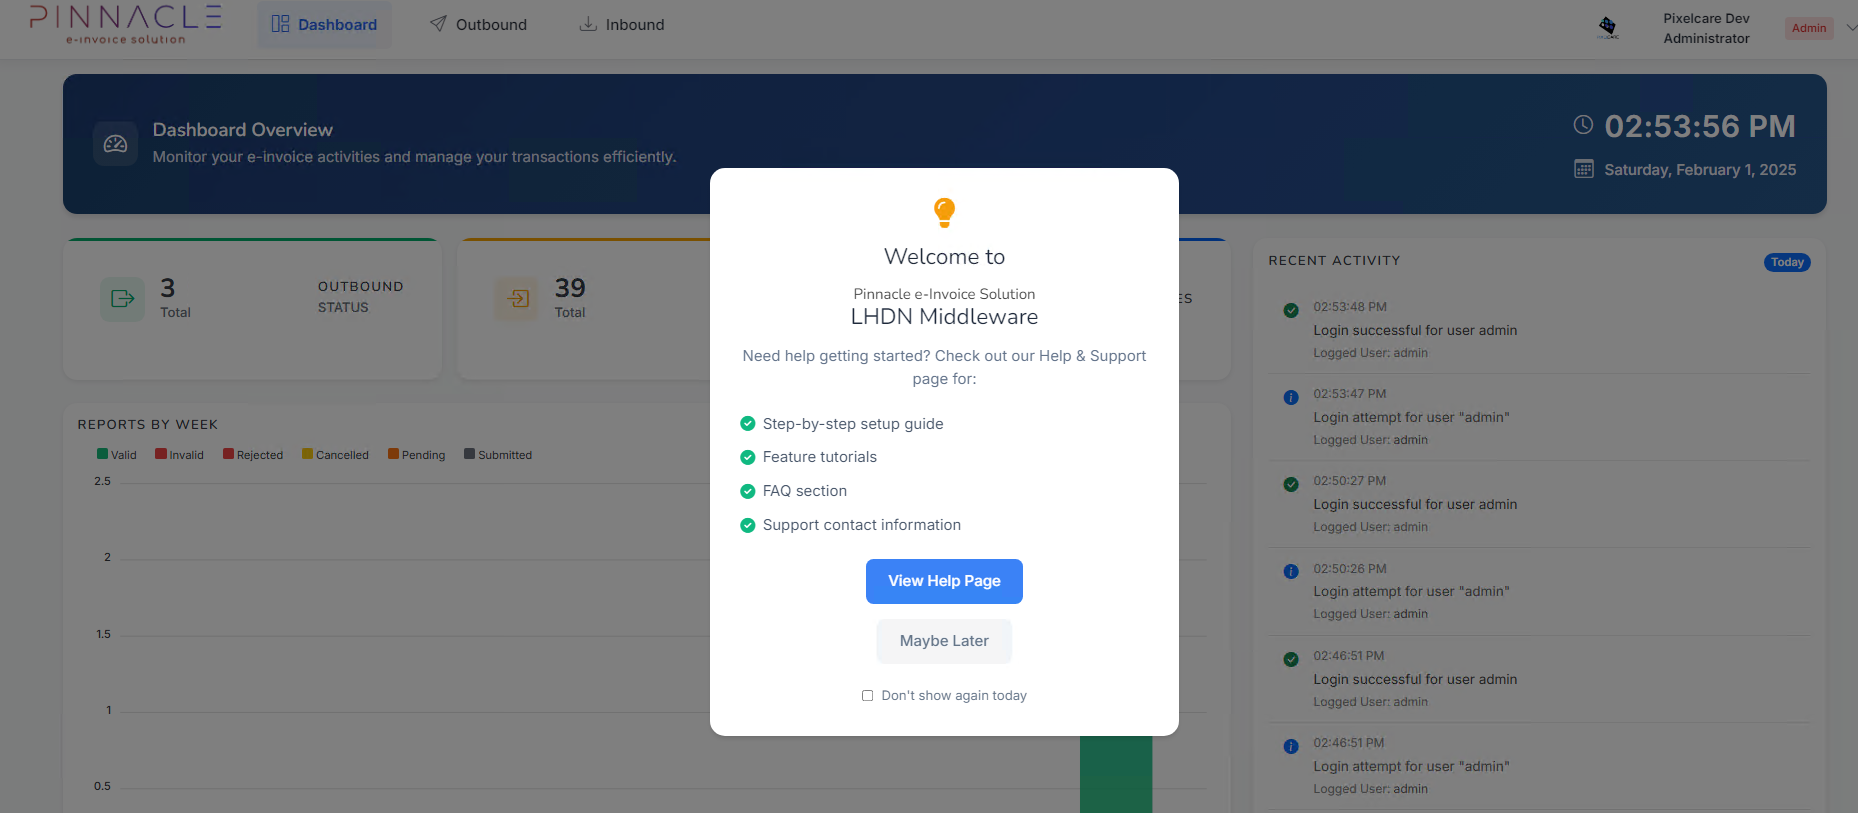 PINNACLE
e-invoice solution
Dashboard
Outbound
Inbound
Pixelcare Dev
Administrator
Admin
Dashboard Overview
Monitor your e-invoice activities and manage your transactions efficiently.
02:53:56 PM
Saturday, February 1, 2025
3
Total
OUTBOUND
STATUS
39
Total
ES
REPORTS BY WEEK
Valid Invalid Rejected Cancelled Pending Submitted
2.5
2
1.5
1
0.5
Welcome to
Pinnacle e-Invoice Solution
LHDN Middleware
Need help getting started? Check out our Help & Support
page for:
Step-by-step setup guide
Feature tutorials
FAQ section
Support contact information
View Help Page
Maybe Later
Don't show again today
RECENT ACTIVITY
Today
02:53:48 PM
Login successful for user admin
Logged User: admin
02:53:47 PM
Login attempt for user "admin"
Logged User: admin
02:50:27 PM
Login successful for user admin
Logged User: admin
02:50:26 PM
Login attempt for user "admin"
Logged User: admin
02:46:51 PM
Login successful for user admin
Logged User: admin
02:46:51 PM
Login attempt for user "admin"
Logged User: admin